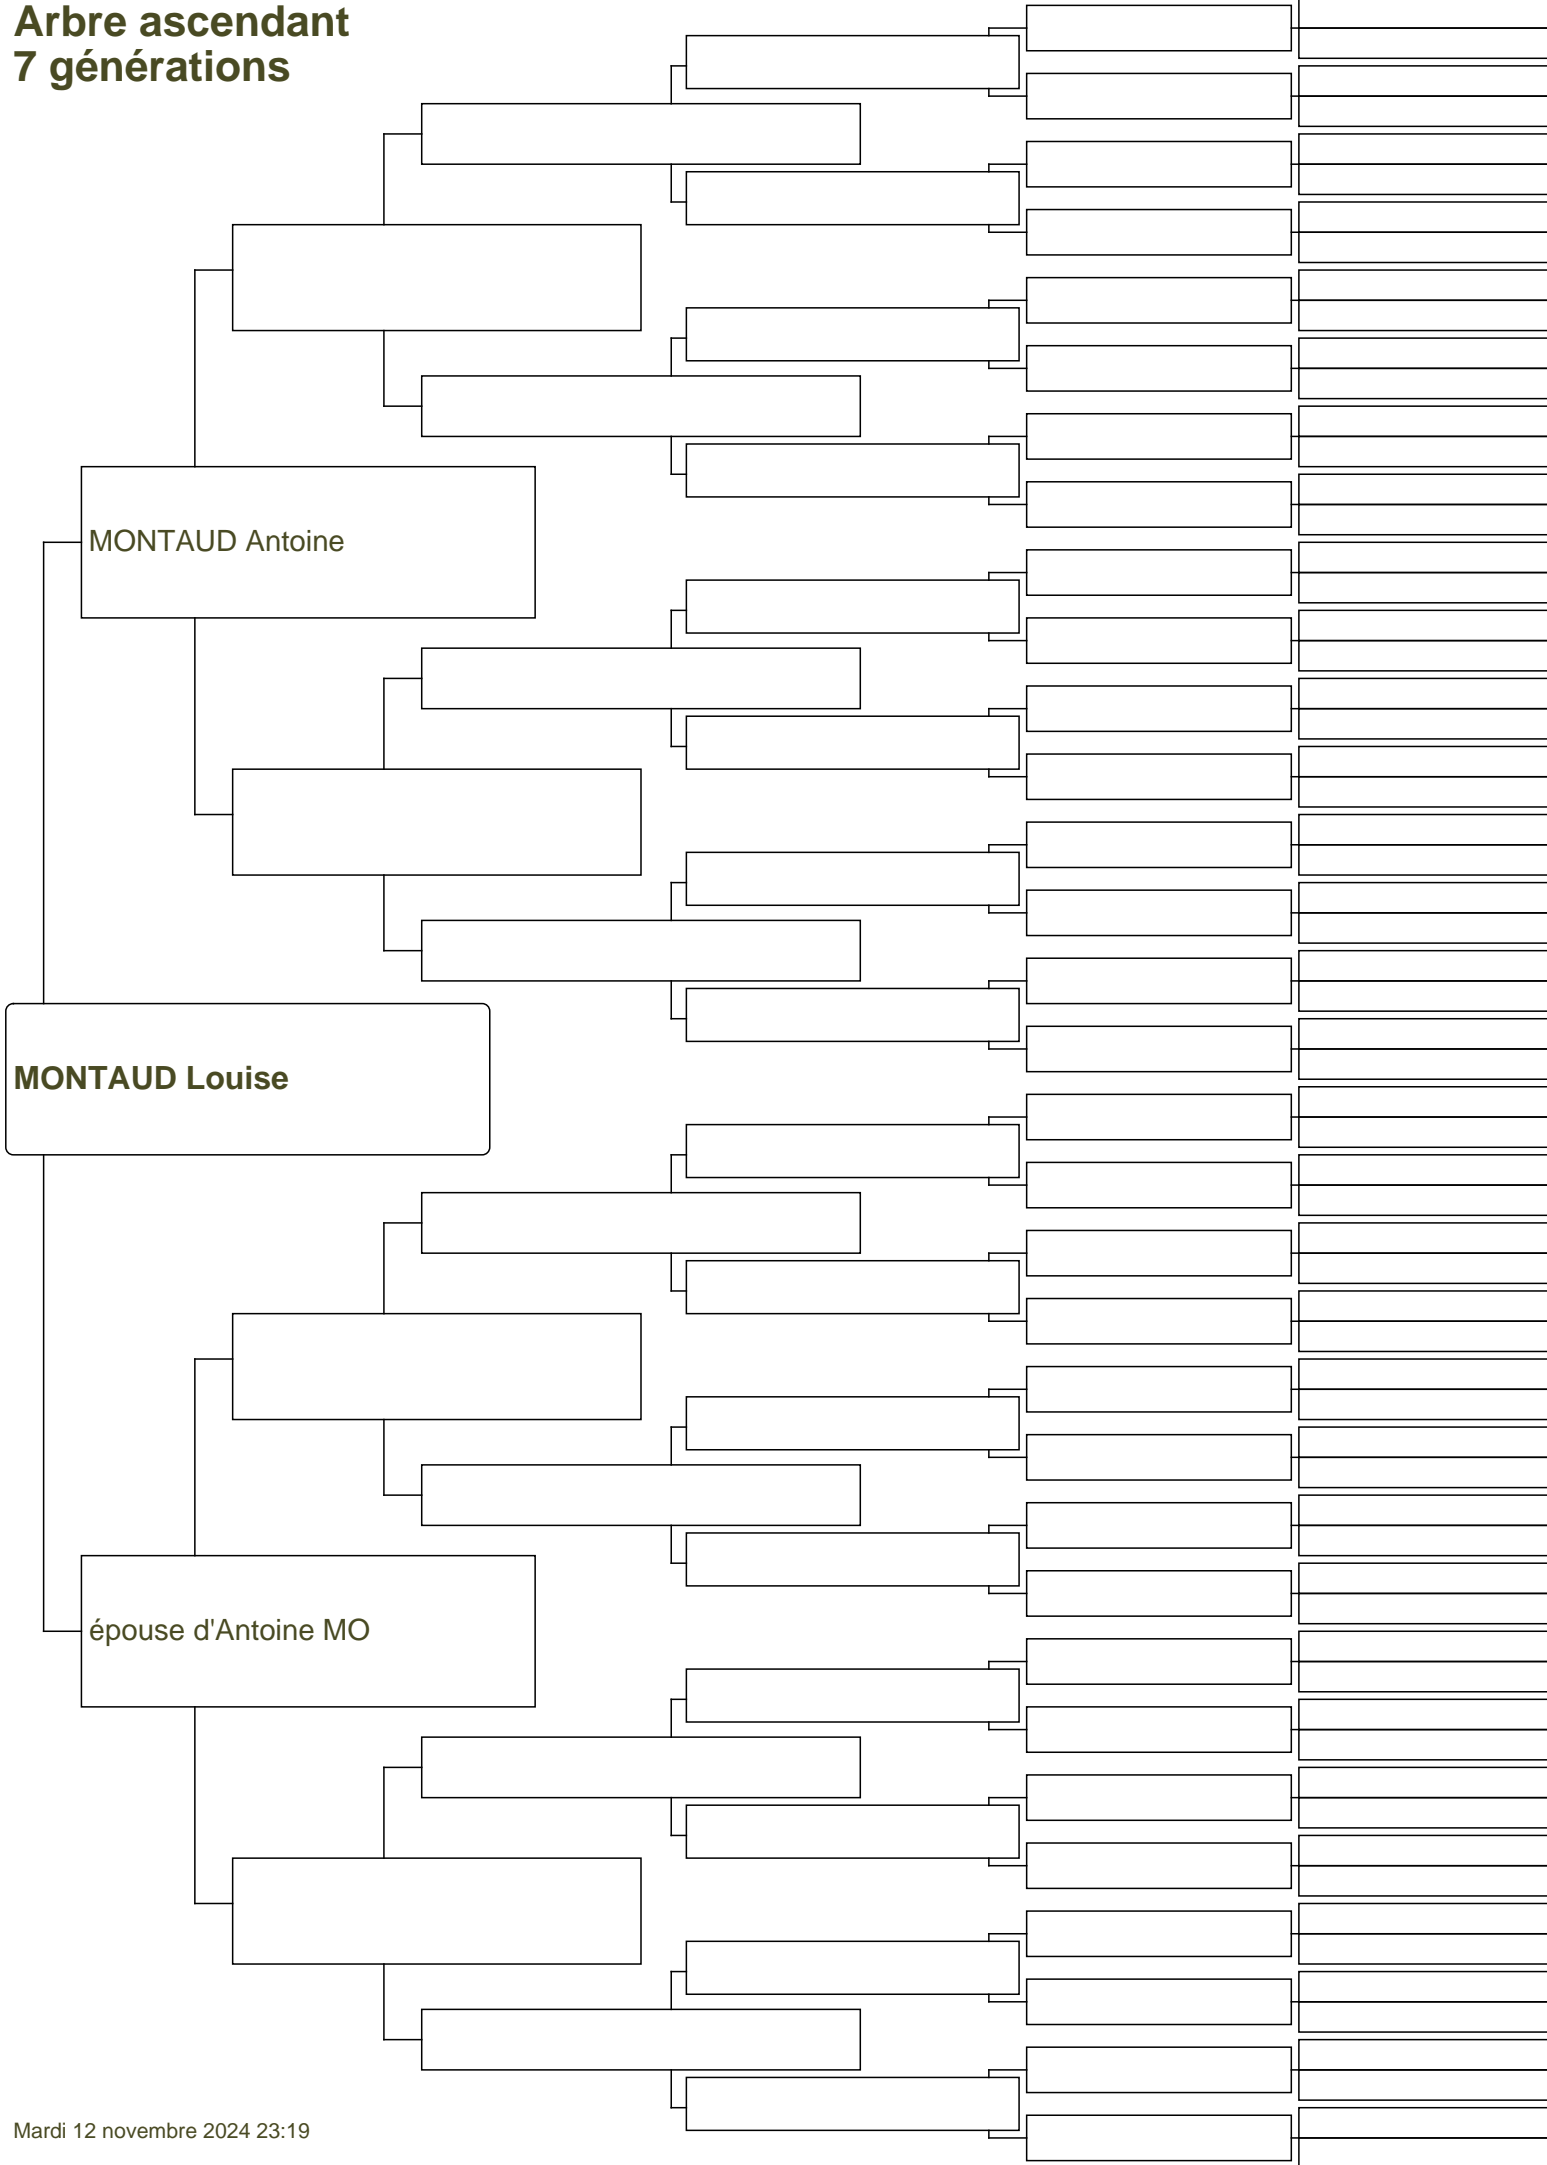 Arbre ascendant
7 générations
MONTAUD Antoine
MONTAUD Louise
épouse d'Antoine MO
Mardi 12 novembre 2024 23:19